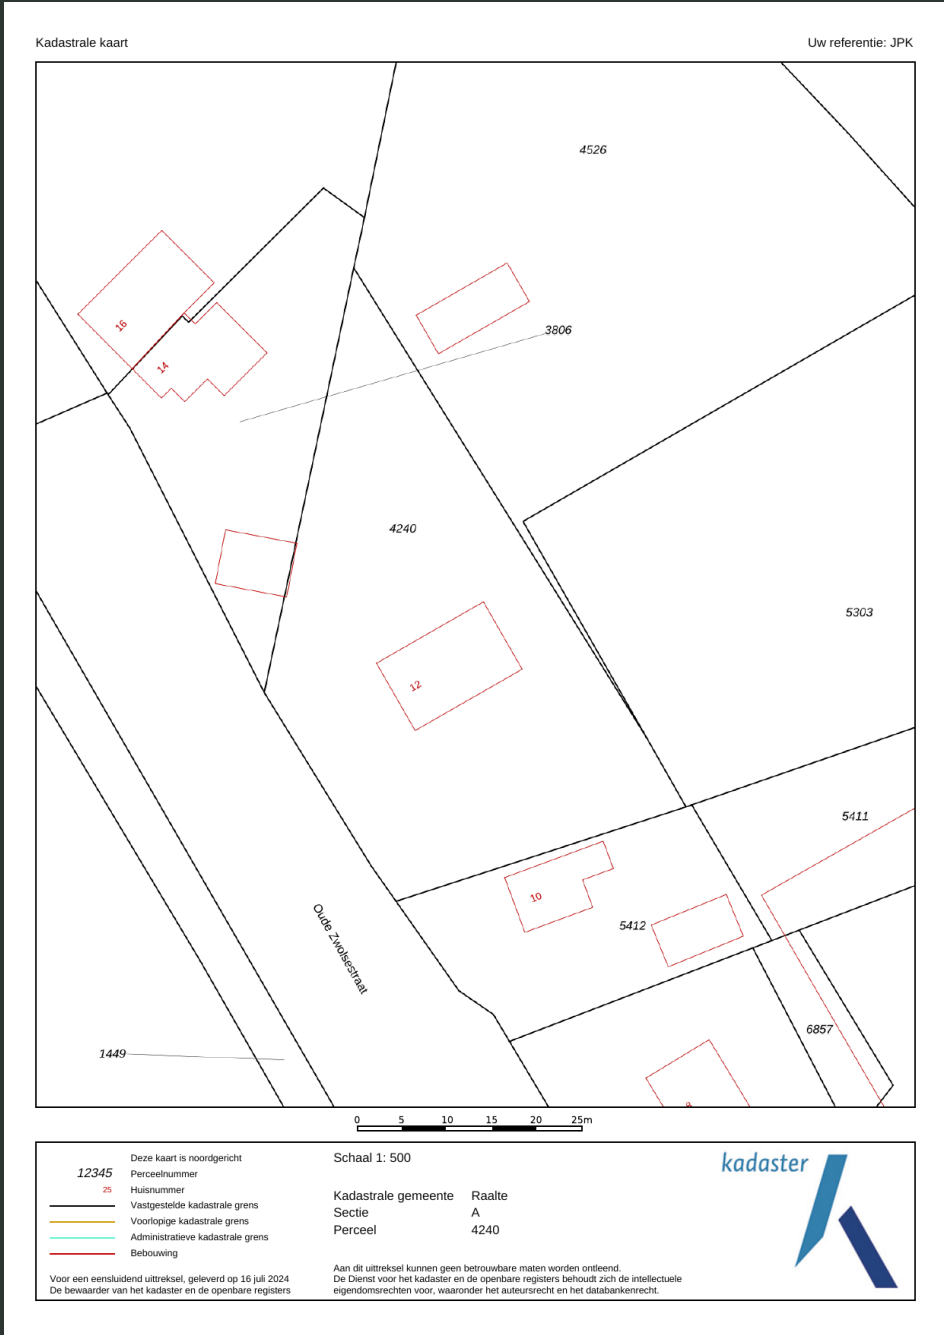 Kadastrale kaart
Uw referentie: JPK
4526
16
14
3806
4240
5303
12
5411
10
5412
Oude Zwolsestraat
6857
1449
8
0 5 10 15 20 25m
Deze kaart is noordgericht
12345 Perceelnummer
25 Huisnummer
Vastgestelde kadastrale grens
Voorlopige kadastrale grens
Administratieve kadastrale grens
Bebouwing
Voor een eensluidend uittreksel, geleverd op 16 juli 2024
De bewaarder van het kadaster en de openbare registers
Schaal 1: 500
Kadastrale gemeente Raalte
Sectie A
Perceel 4240
Aan dit uittreksel kunnen geen betrouwbare maten worden ontleend.
De Dienst voor het kadaster en de openbare registers behoudt zich de intellectuele
eigendomsrechten voor, waaronder het auteursrecht en het databankenrecht.
kadaster